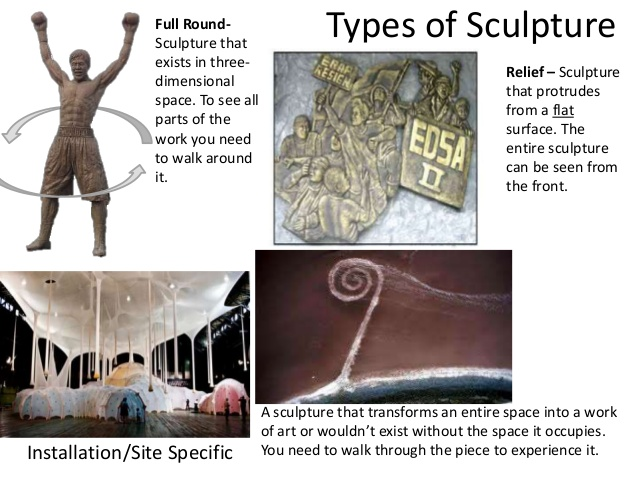 Types of Sculpture
Full Round-
Sculpture that
exists in three-
dimensional
space. To see all
parts of the
work you need
to walk around
it.
ERAP
RESIGN
EDSA
II
Relief – Sculpture
that protrudes
from a flat
surface. The
entire sculpture
can be seen from
the front.
Installation/Site Specific
A sculpture that transforms an entire space into a work
of art or wouldn’t exist without the space it occupies.
You need to walk through the piece to experience it.